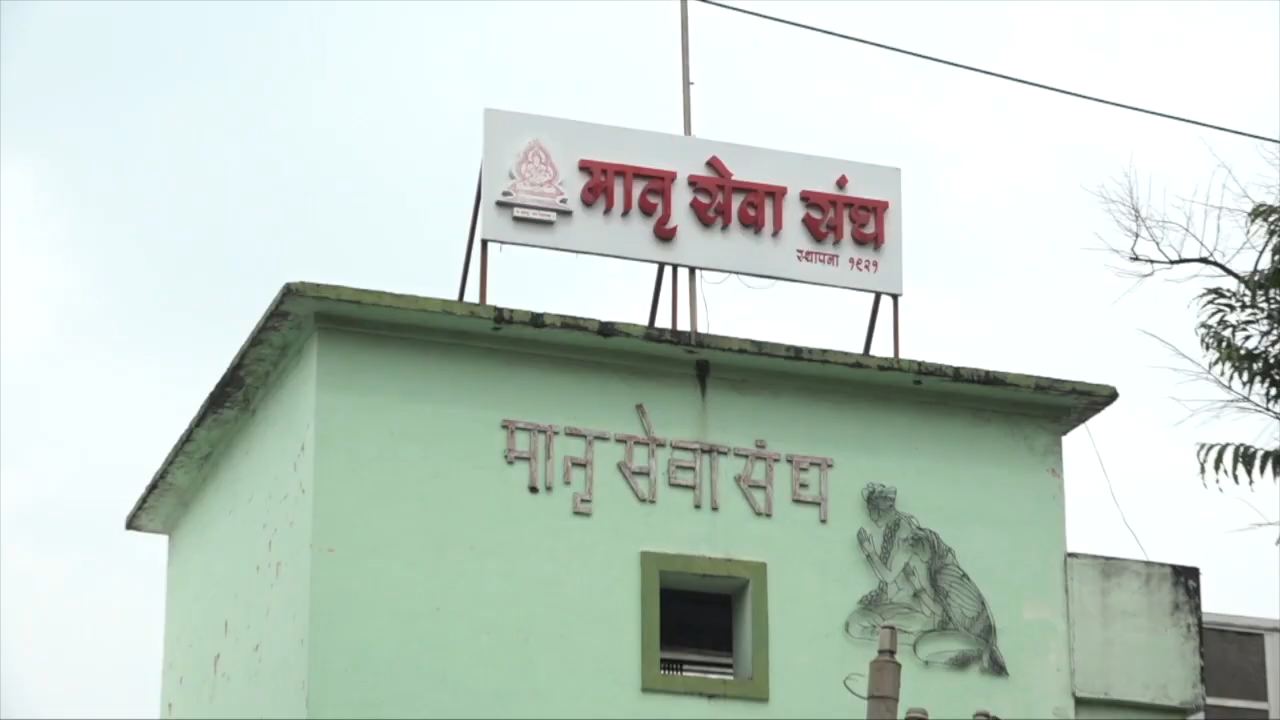 मातृ सेवा संघ
स्थापना १९२१
मातृ सेवा संघ